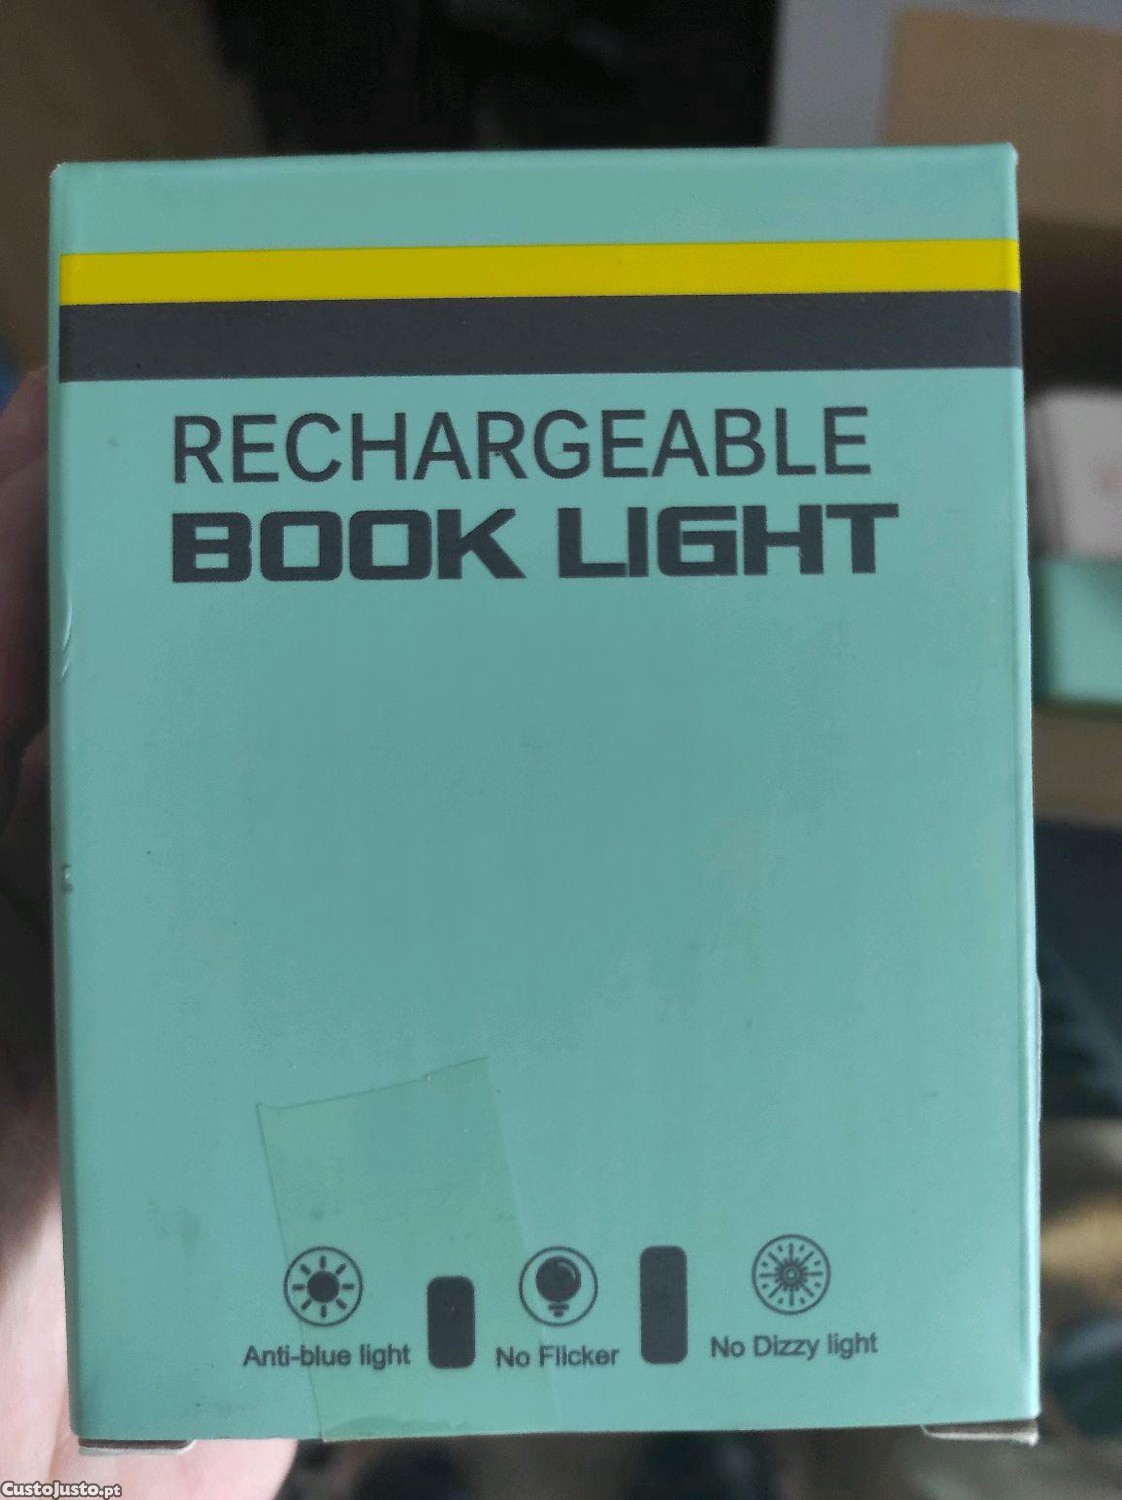 RECHARGEABLE
BOOK LIGHT
Anti-blue light
No Flicker
No Dizzy light
CustoJusto.pt